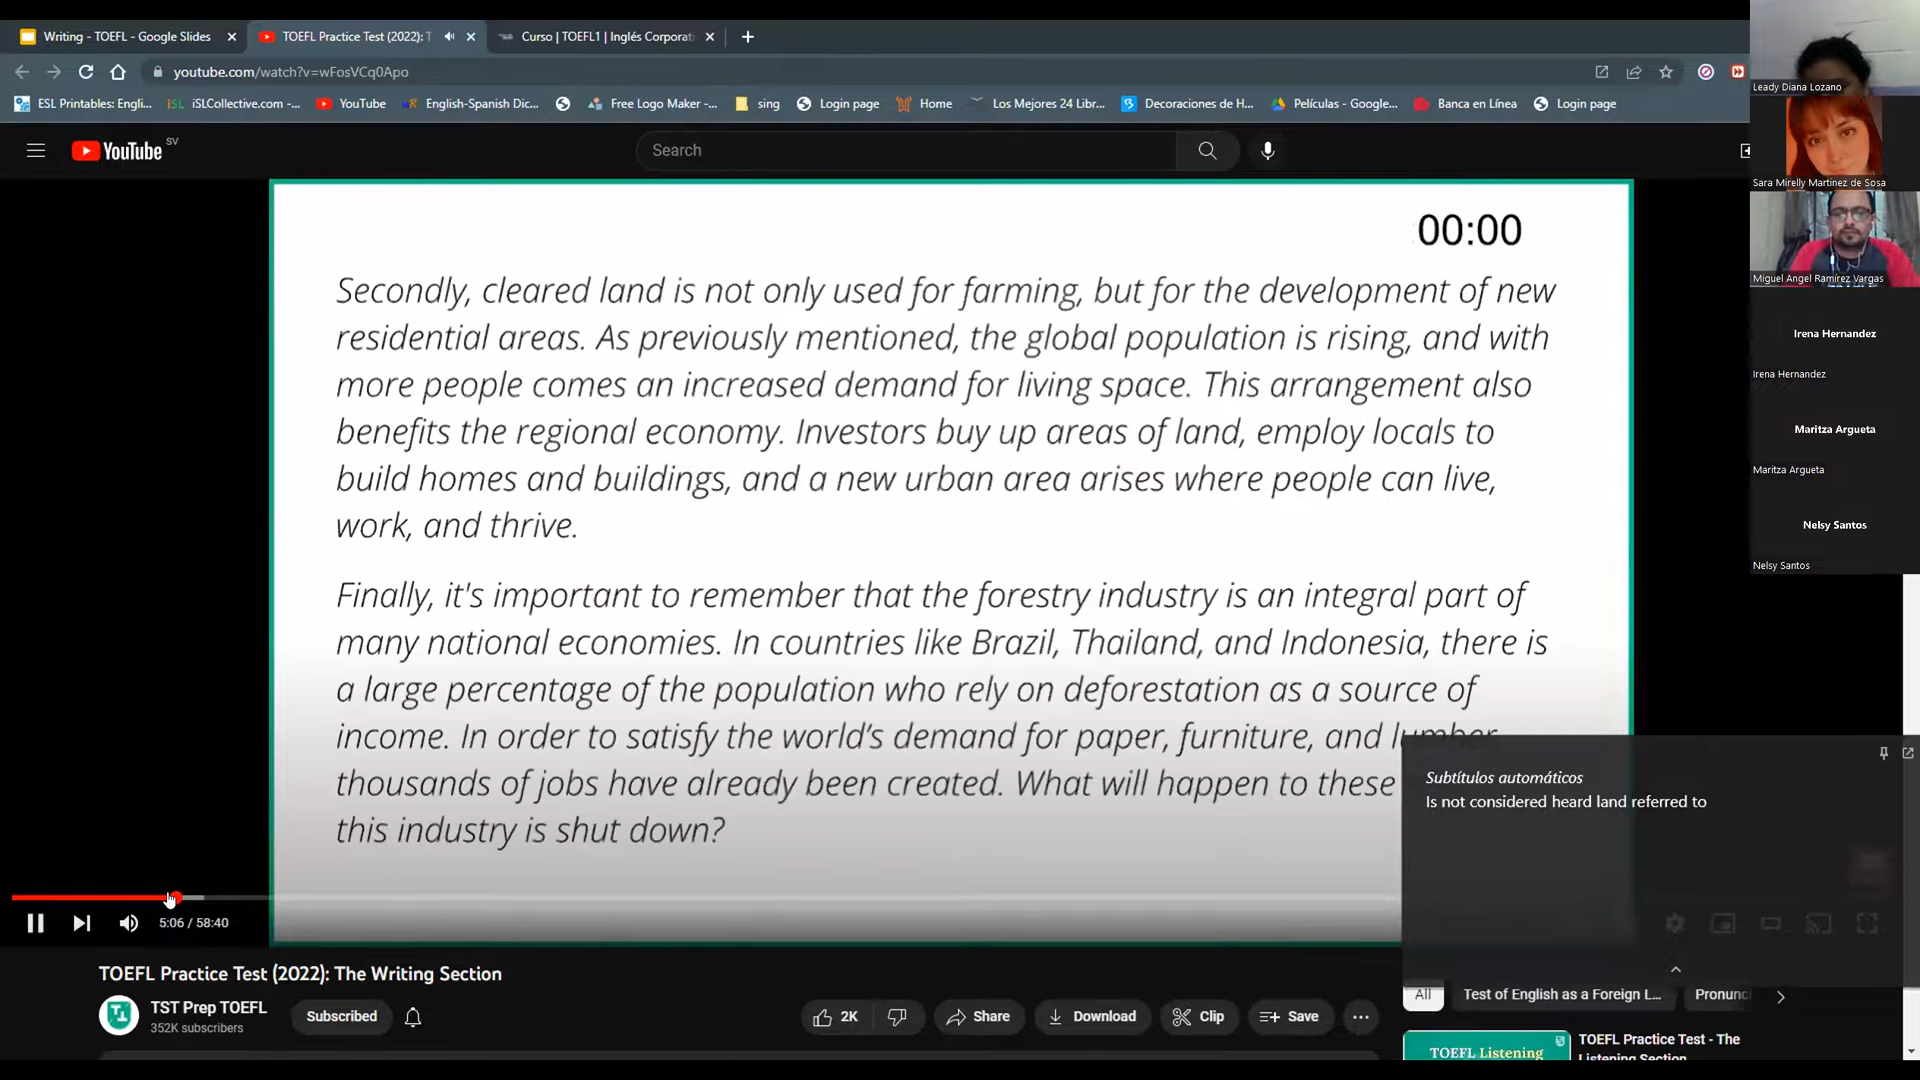 Writing - TOEFL - Google Slides
TOEFL Practice Test (2022): T
Curso | TOEFL1 | Inglés Corporat
youtube.com/watch?v=wFosVCq0Apo
ESL Printables: Engli...
iSLCollective.com -...
YouTube
English-Spanish Dic...
Free Logo Maker -...
sing
Login page
Home
Los Mejores 24 Libr...
Decoraciones de H...
Películas - Google...
Banca en Línea
Login page
YouTube SV
Search
00:00
Secondly, cleared land is not only used for farming, but for the development of new
residential areas. As previously mentioned, the global population is rising, and with
more people comes an increased demand for living space. This arrangement also
benefits the regional economy. Investors buy up areas of land, employ locals to
build homes and buildings, and a new urban area arises where people can live,
work, and thrive.
Finally, it's important to remember that the forestry industry is an integral part of
many national economies. In countries like Brazil, Thailand, and Indonesia, there is
a large percentage of the population who rely on deforestation as a source of
income. In order to satisfy the world's demand for paper, furniture, and lumber
thousands of jobs have already been created. What will happen to these
this industry is shut down?
5:06 / 58:40
Subtítulos automáticos
Is not considered heard land referred to
Leady Diana Lozano
Sara Mirelly Martinez de Sosa
Miguel Angel Ramírez Vargas
Irena Hernandez
Irena Hernandez
Maritza Argueta
Maritza Argueta
Nelsy Santos
Nelsy Santos
TOEFL Practice Test (2022): The Writing Section
TST Prep TOEFL
352K subscribers
Subscribed
2K
Share
Download
Clip
Save
All
Test of English as a Foreign L...
Pronunc
TOEFL Listening
TOEFL Practice Test - The
Listening Section